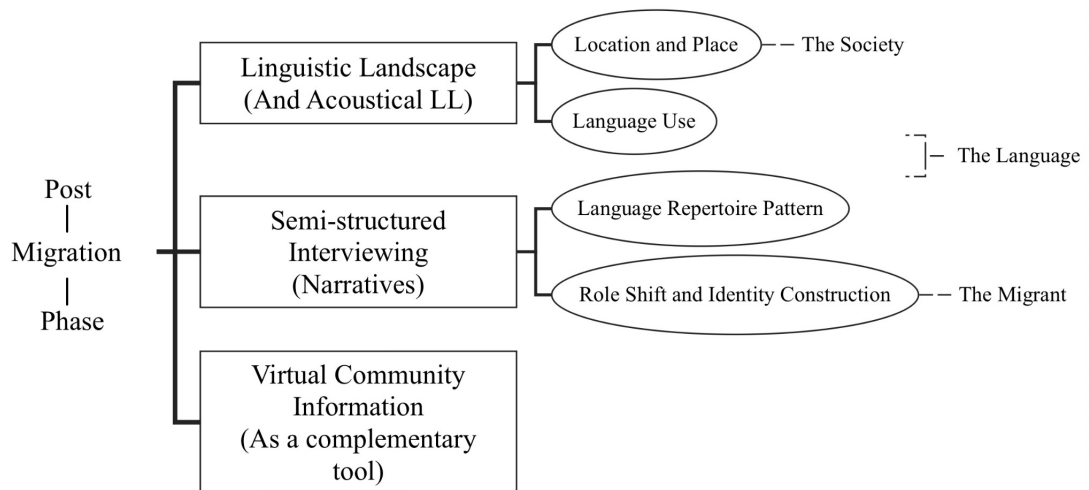 Post
Migration
Phase
Linguistic Landscape
(And Acoustical LL)
Semi-structured
Interviewing
(Narratives)
Virtual Community
Information
(As a complementary
tool)
Location and Place
Language Use
Language Repertoire Pattern
Role Shift and Identity Construction
The Society
The Language
The Migrant